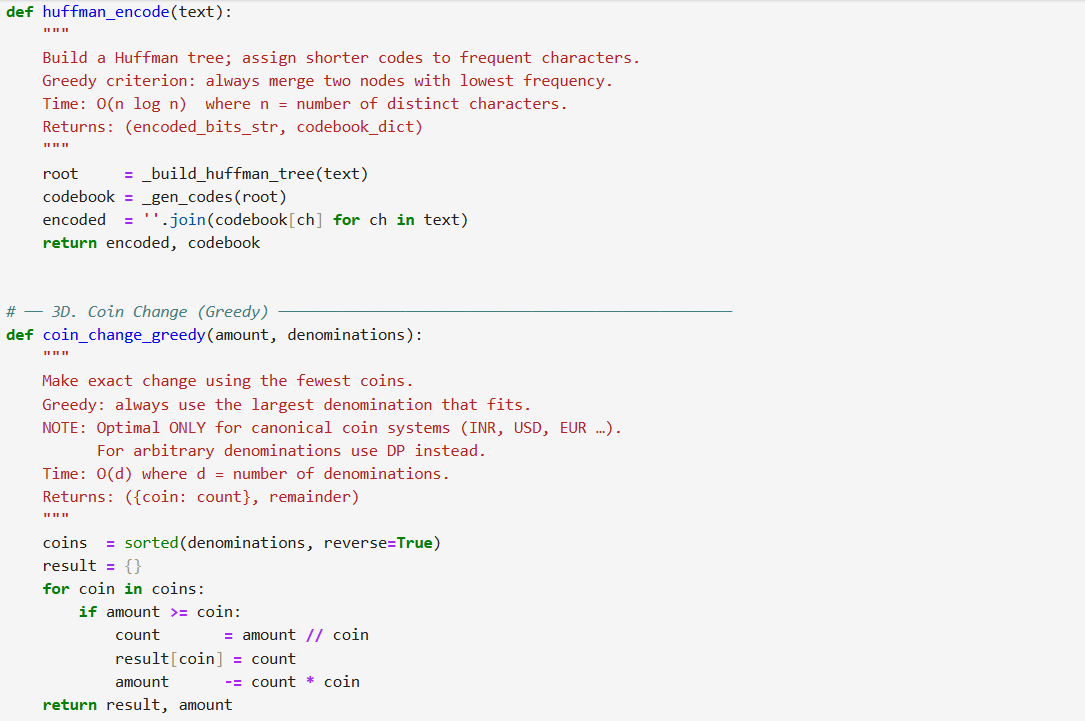 def huffman_encode(text):
    """
    Build a Huffman tree; assign shorter codes to frequent characters.
    Greedy criterion: always merge two nodes with lowest frequency.
    Time: O(n log n)  where n = number of distinct characters.
    Returns: (encoded_bits_str, codebook_dict)
    """
    root     = _build_huffman_tree(text)
    codebook = _gen_codes(root)
    encoded  = ''.join(codebook[ch] for ch in text)
    return encoded, codebook
# ── 3D. Coin Change (Greedy) ──────────────────────────────────────────────────
def coin_change_greedy(amount, denominations):
    """
    Make exact change using the fewest coins.
    Greedy: always use the largest denomination that fits.
    NOTE: Optimal ONLY for canonical coin systems (INR, USD, EUR …).
          For arbitrary denominations use DP instead.
    Time: O(d) where d = number of denominations.
    Returns: ({coin: count}, remainder)
    """
    coins  = sorted(denominations, reverse=True)
    result = {}
    for coin in coins:
        if amount >= coin:
            count       = amount // coin
            result[coin] = count
            amount      -= count * coin
    return result, amount